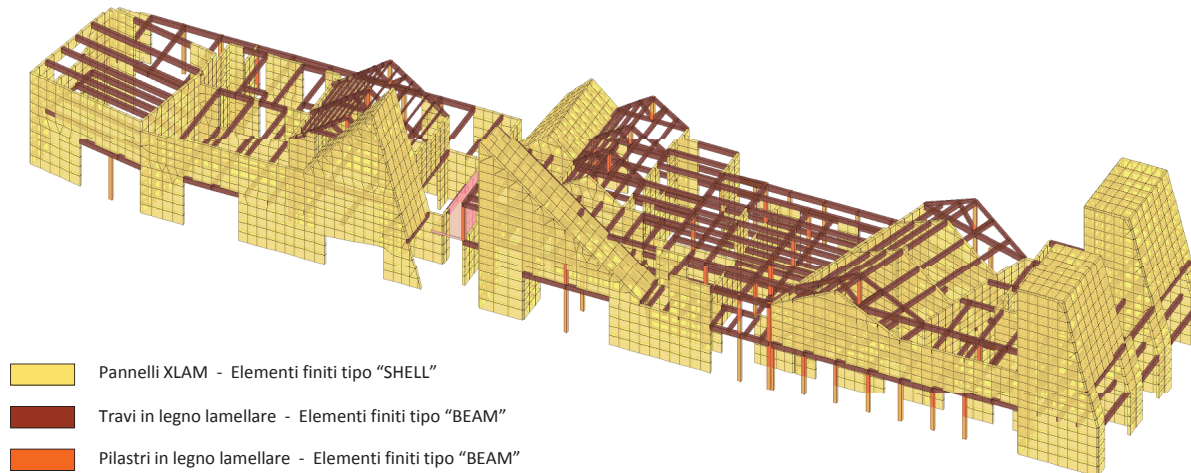 Pannelli XLAM - Elementi finiti tipo “SHELL”
Travi in legno lamellare - Elementi finiti tipo “BEAM”
Pilastri in legno lamellare - Elementi finiti tipo “BEAM”